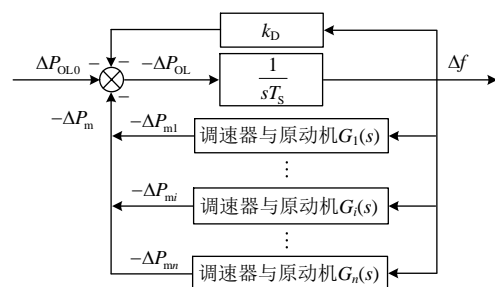 k_D
ΔP_OL0
−
−
−ΔP_OL
1
sT_S
Δf
−
−ΔP_m
−ΔP_m1
调速器与原动机G_1(s)
⋮
−ΔP_mi
调速器与原动机G_i(s)
⋮
−ΔP_mn
调速器与原动机G_n(s)